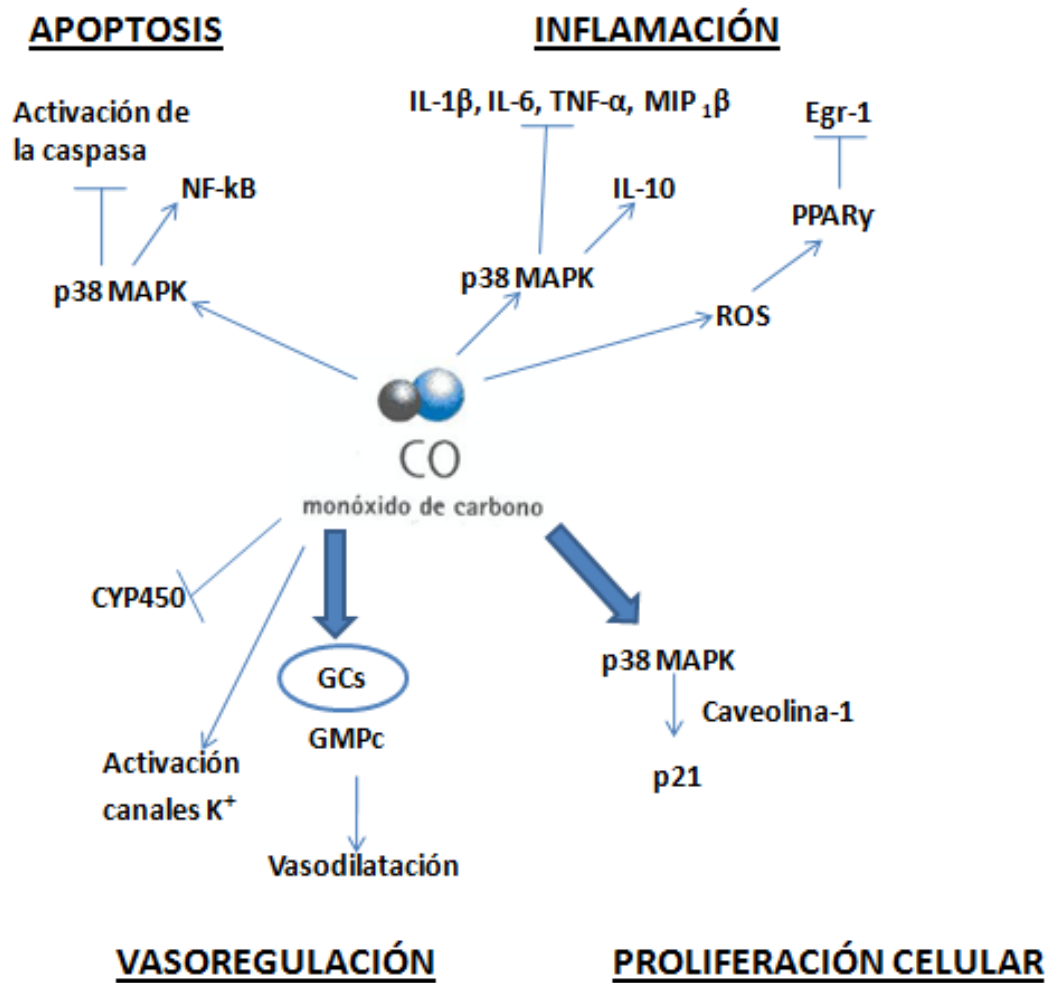 APOPTOSIS
INFLAMACIÓN
IL-1β, IL-6, TNF-α, MIP ₁β
Egr-1
Activación de
la caspasa
NF-kB
IL-10
PPARγ
p38 MAPK
p38 MAPK
ROS
CO
monóxido de carbono
CYP450
GCs
p38 MAPK
GMPc
Caveolina-1
Activación
canales K⁺
p21
Vasodilatación
VASOREGULACIÓN
PROLIFERACIÓN CELULAR